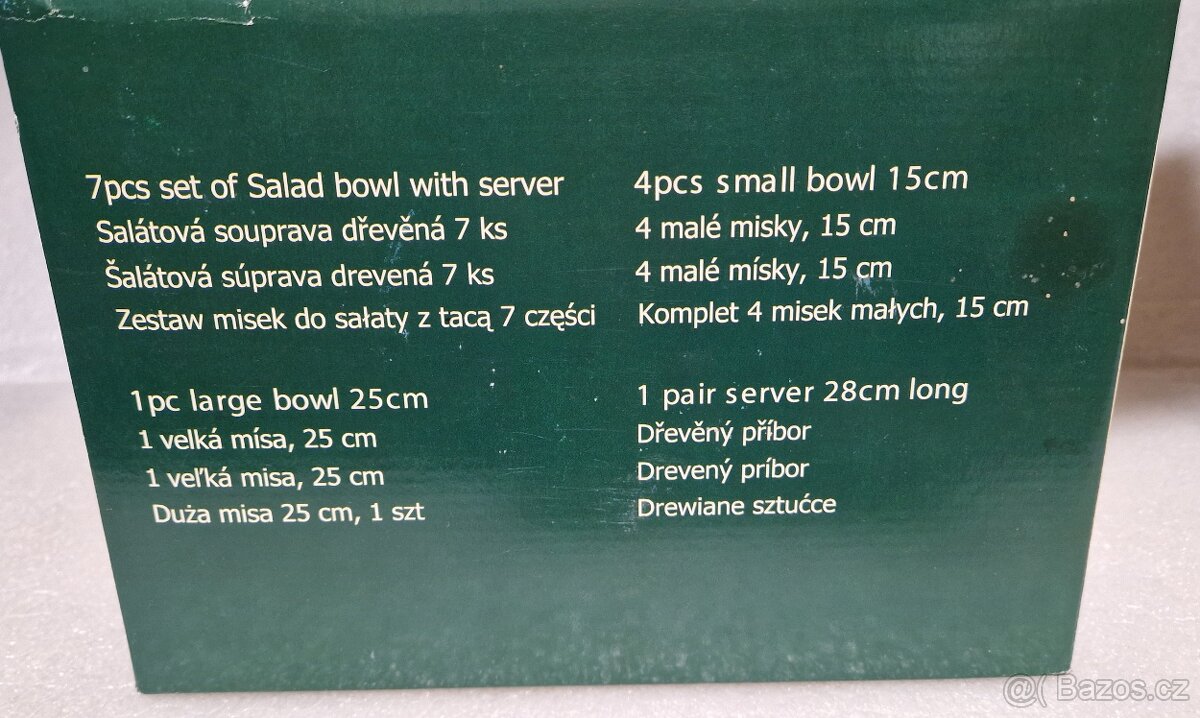 7pcs set of Salad bowl with server
Salátová souprava dřevěná 7 ks
Šalátová súprava drevená 7 ks
Zestaw misek do sałaty z tacą 7 części
4pcs small bowl 15cm
4 malé misky, 15 cm
4 malé mísky, 15 cm
Komplet 4 misek małych, 15 cm
1pc large bowl 25cm
1 velká mísa, 25 cm
1 veľká misa, 25 cm
Duża misa 25 cm, 1 szt
1 pair server 28cm long
Dřevěný příbor
Drevený príbor
Drewiane sztućce
@( Bazos.cz